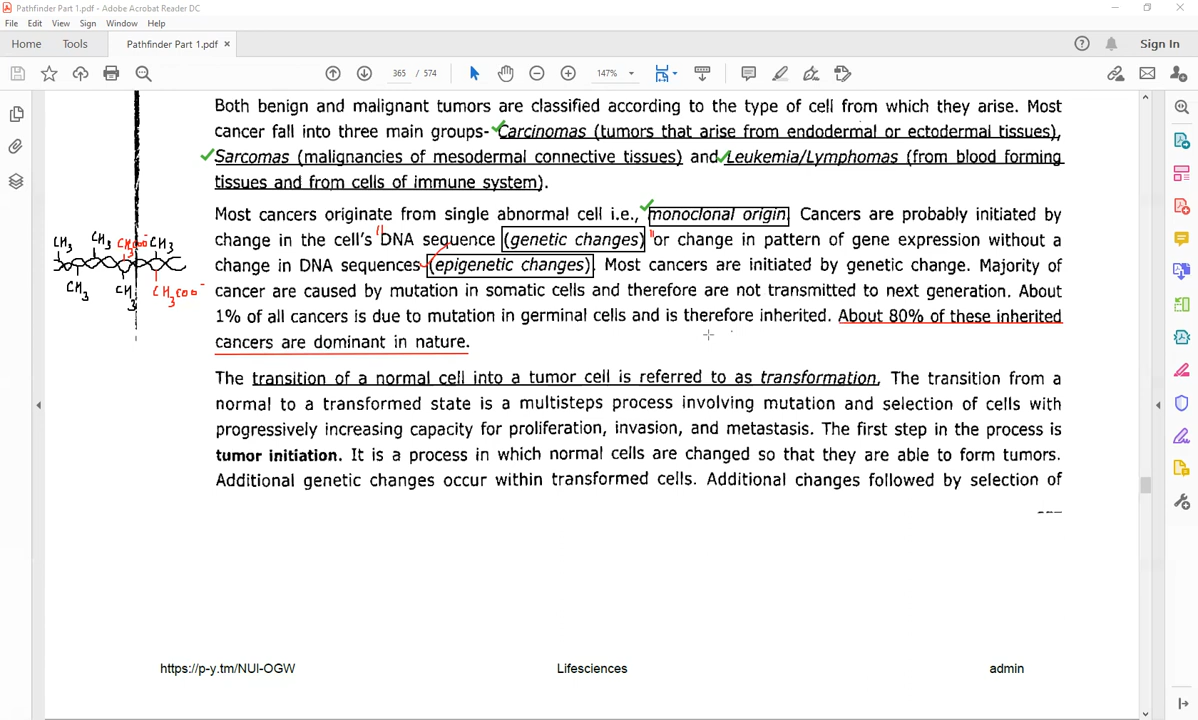 Pathfinder Part 1.pdf - Adobe Acrobat Reader DC
File Edit View Sign Window Help
Home Tools Pathfinder Part 1.pdf × Sign In
365 / 574 147%
Both benign and malignant tumors are classified according to the type of cell from which they arise. Most
cancer fall into three main groups- Carcinomas (tumors that arise from endodermal or ectodermal tissues),
Sarcomas (malignancies of mesodermal connective tissues) and Leukemia/Lymphomas (from blood forming
tissues and from cells of immune system).
Most cancers originate from single abnormal cell i.e., monoclonal origin. Cancers are probably initiated by
change in the cell's "DNA sequence (genetic changes)" or change in pattern of gene expression without a
change in DNA sequences (epigenetic changes). Most cancers are initiated by genetic change. Majority of
cancer are caused by mutation in somatic cells and therefore are not transmitted to next generation. About
1% of all cancers is due to mutation in germinal cells and is therefore inherited. About 80% of these inherited
cancers are dominant in nature.
CH3 CH3 CH3COO- CH3
CH3 CH3 CH3COO-
The transition of a normal cell into a tumor cell is referred to as transformation. The transition from a
normal to a transformed state is a multisteps process involving mutation and selection of cells with
progressively increasing capacity for proliferation, invasion, and metastasis. The first step in the process is
tumor initiation. It is a process in which normal cells are changed so that they are able to form tumors.
Additional genetic changes occur within transformed cells. Additional changes followed by selection of
https://p-y.tm/NUI-OGW Lifesciences admin